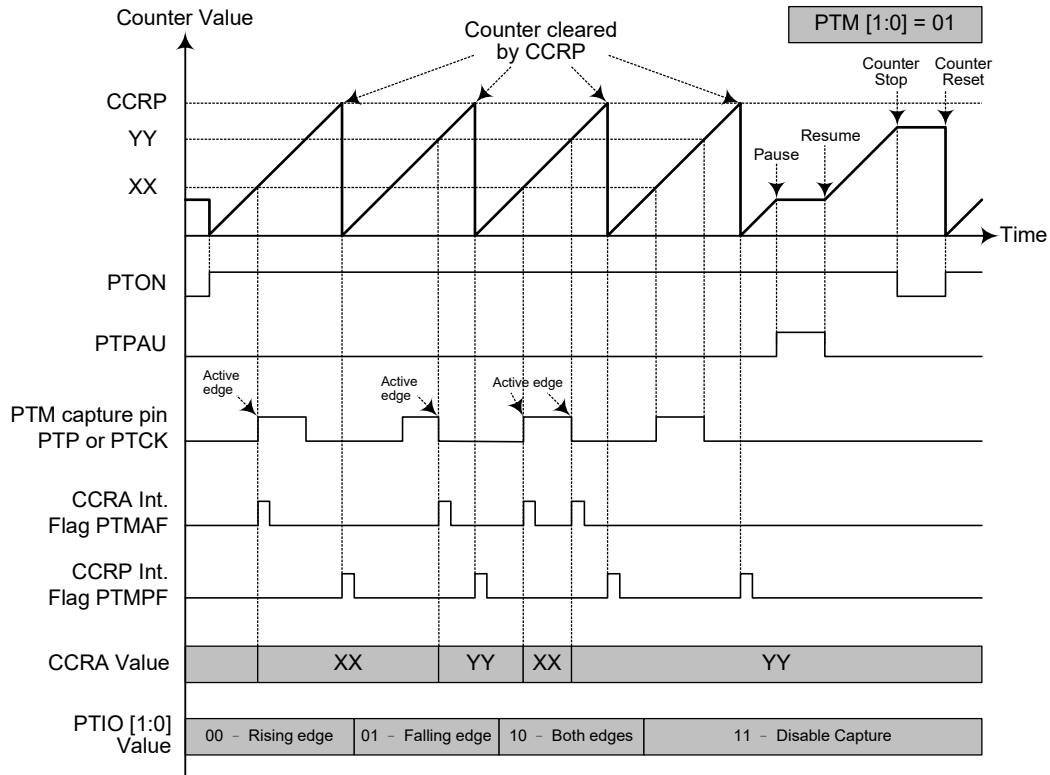 Counter Value
PTM [1:0] = 01
Counter cleared
by CCRP
Counter
Stop
Counter
Reset
CCRP
YY
XX
Pause
Resume
Time
PTON
PTPAU
Active
edge
Active
edge
Active edge
PTM capture pin
PTP or PTCK
CCRA Int.
Flag PTMAF
CCRP Int.
Flag PTMPF
CCRA Value
XX
YY
XX
YY
PTIO [1:0]
Value
00 – Rising edge
01 – Falling edge
10 – Both edges
11 – Disable Capture